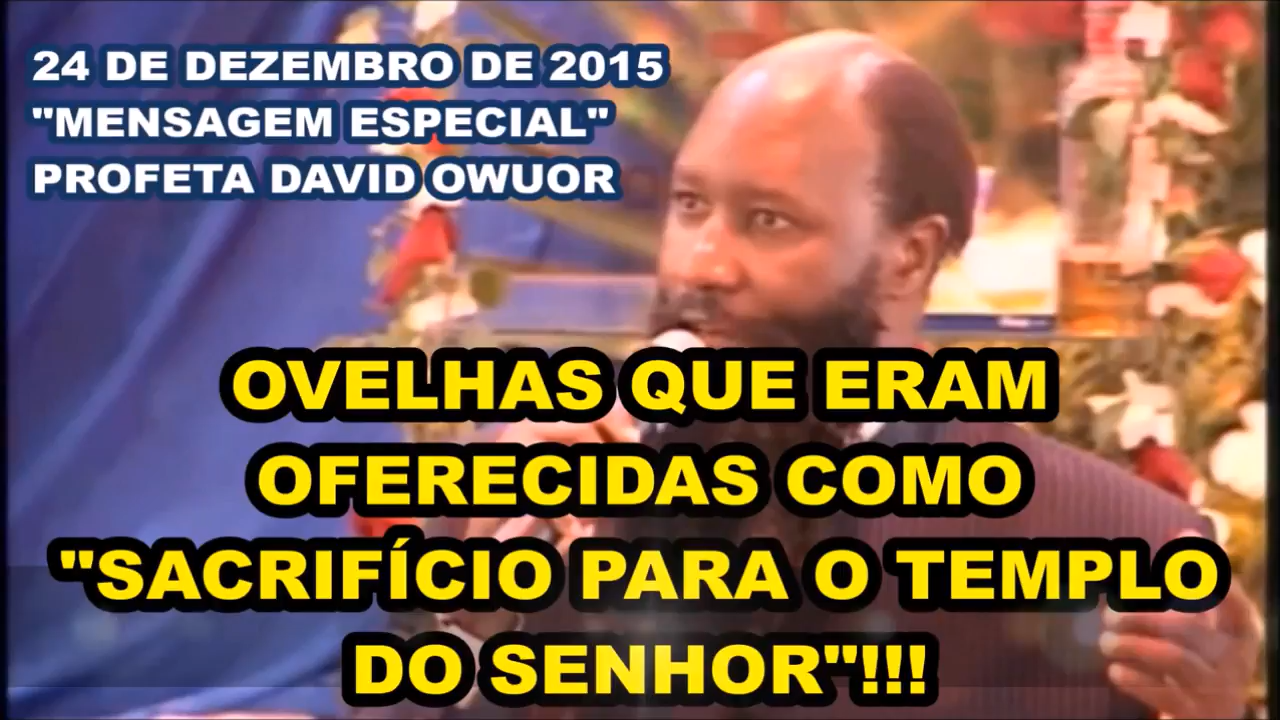 24 DE DEZEMBRO DE 2015
"MENSAGEM ESPECIAL"
PROFETA DAVID OWUOR
OVELHAS QUE ERAM
OFERECIDAS COMO
"SACRIFÍCIO PARA O TEMPLO
DO SENHOR"!!!